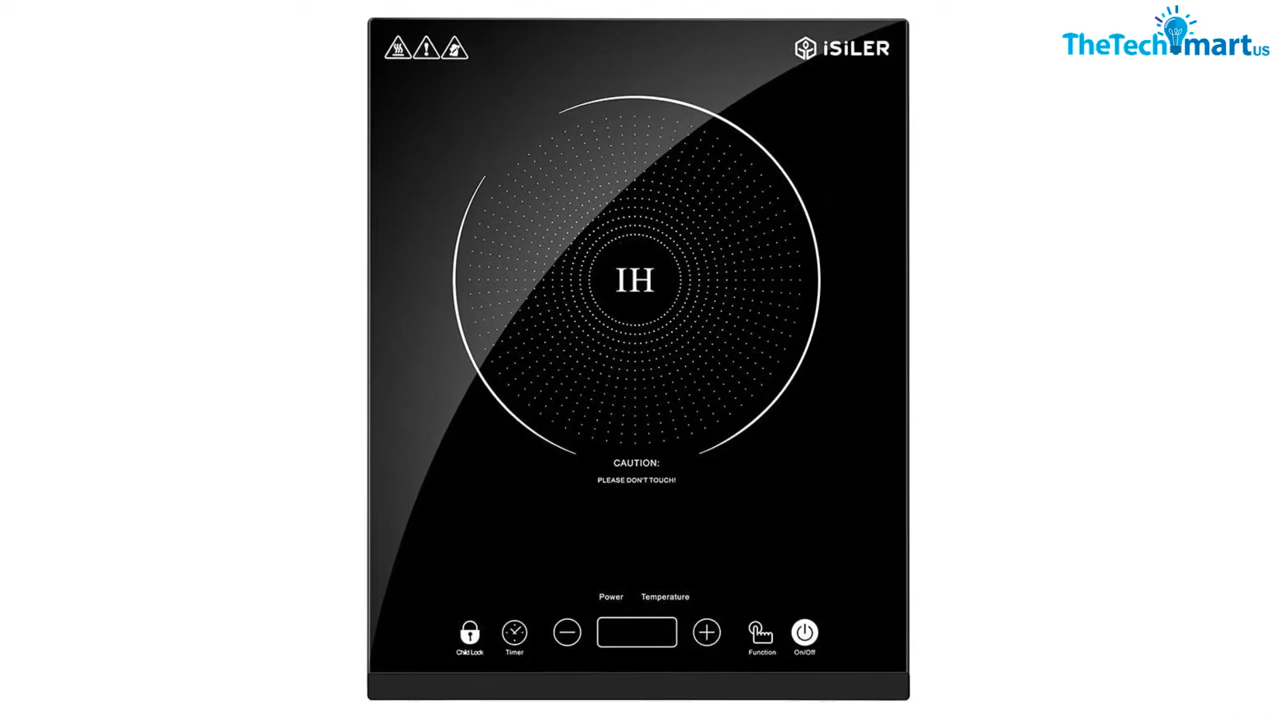 TheTechmartUS
iSiLER
IH
CAUTION:
PLEASE DON'T TOUCH!
Power Temperature
Child Lock Timer Function On/Off